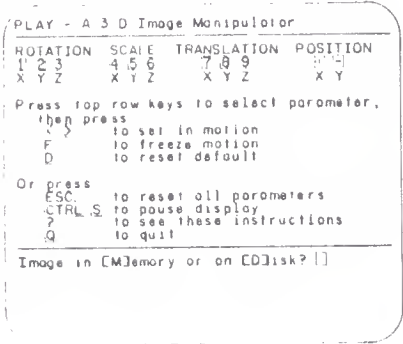 PLAY - A 3 D Image Manipulator
ROTATION SCALE TRANSLATION POSITION
1 2 3 4 5 6 7 8 9
X Y Z X Y Z X Y Z X Y
Press top row keys to select parameter,
then press
to set in motion
F to freeze motion
D to reset default
Or press
ESC. to reset all parameters
CTRL S to pause display
? to see these instructions
Q to quit
Image in [M]emory or on [D]isk? []